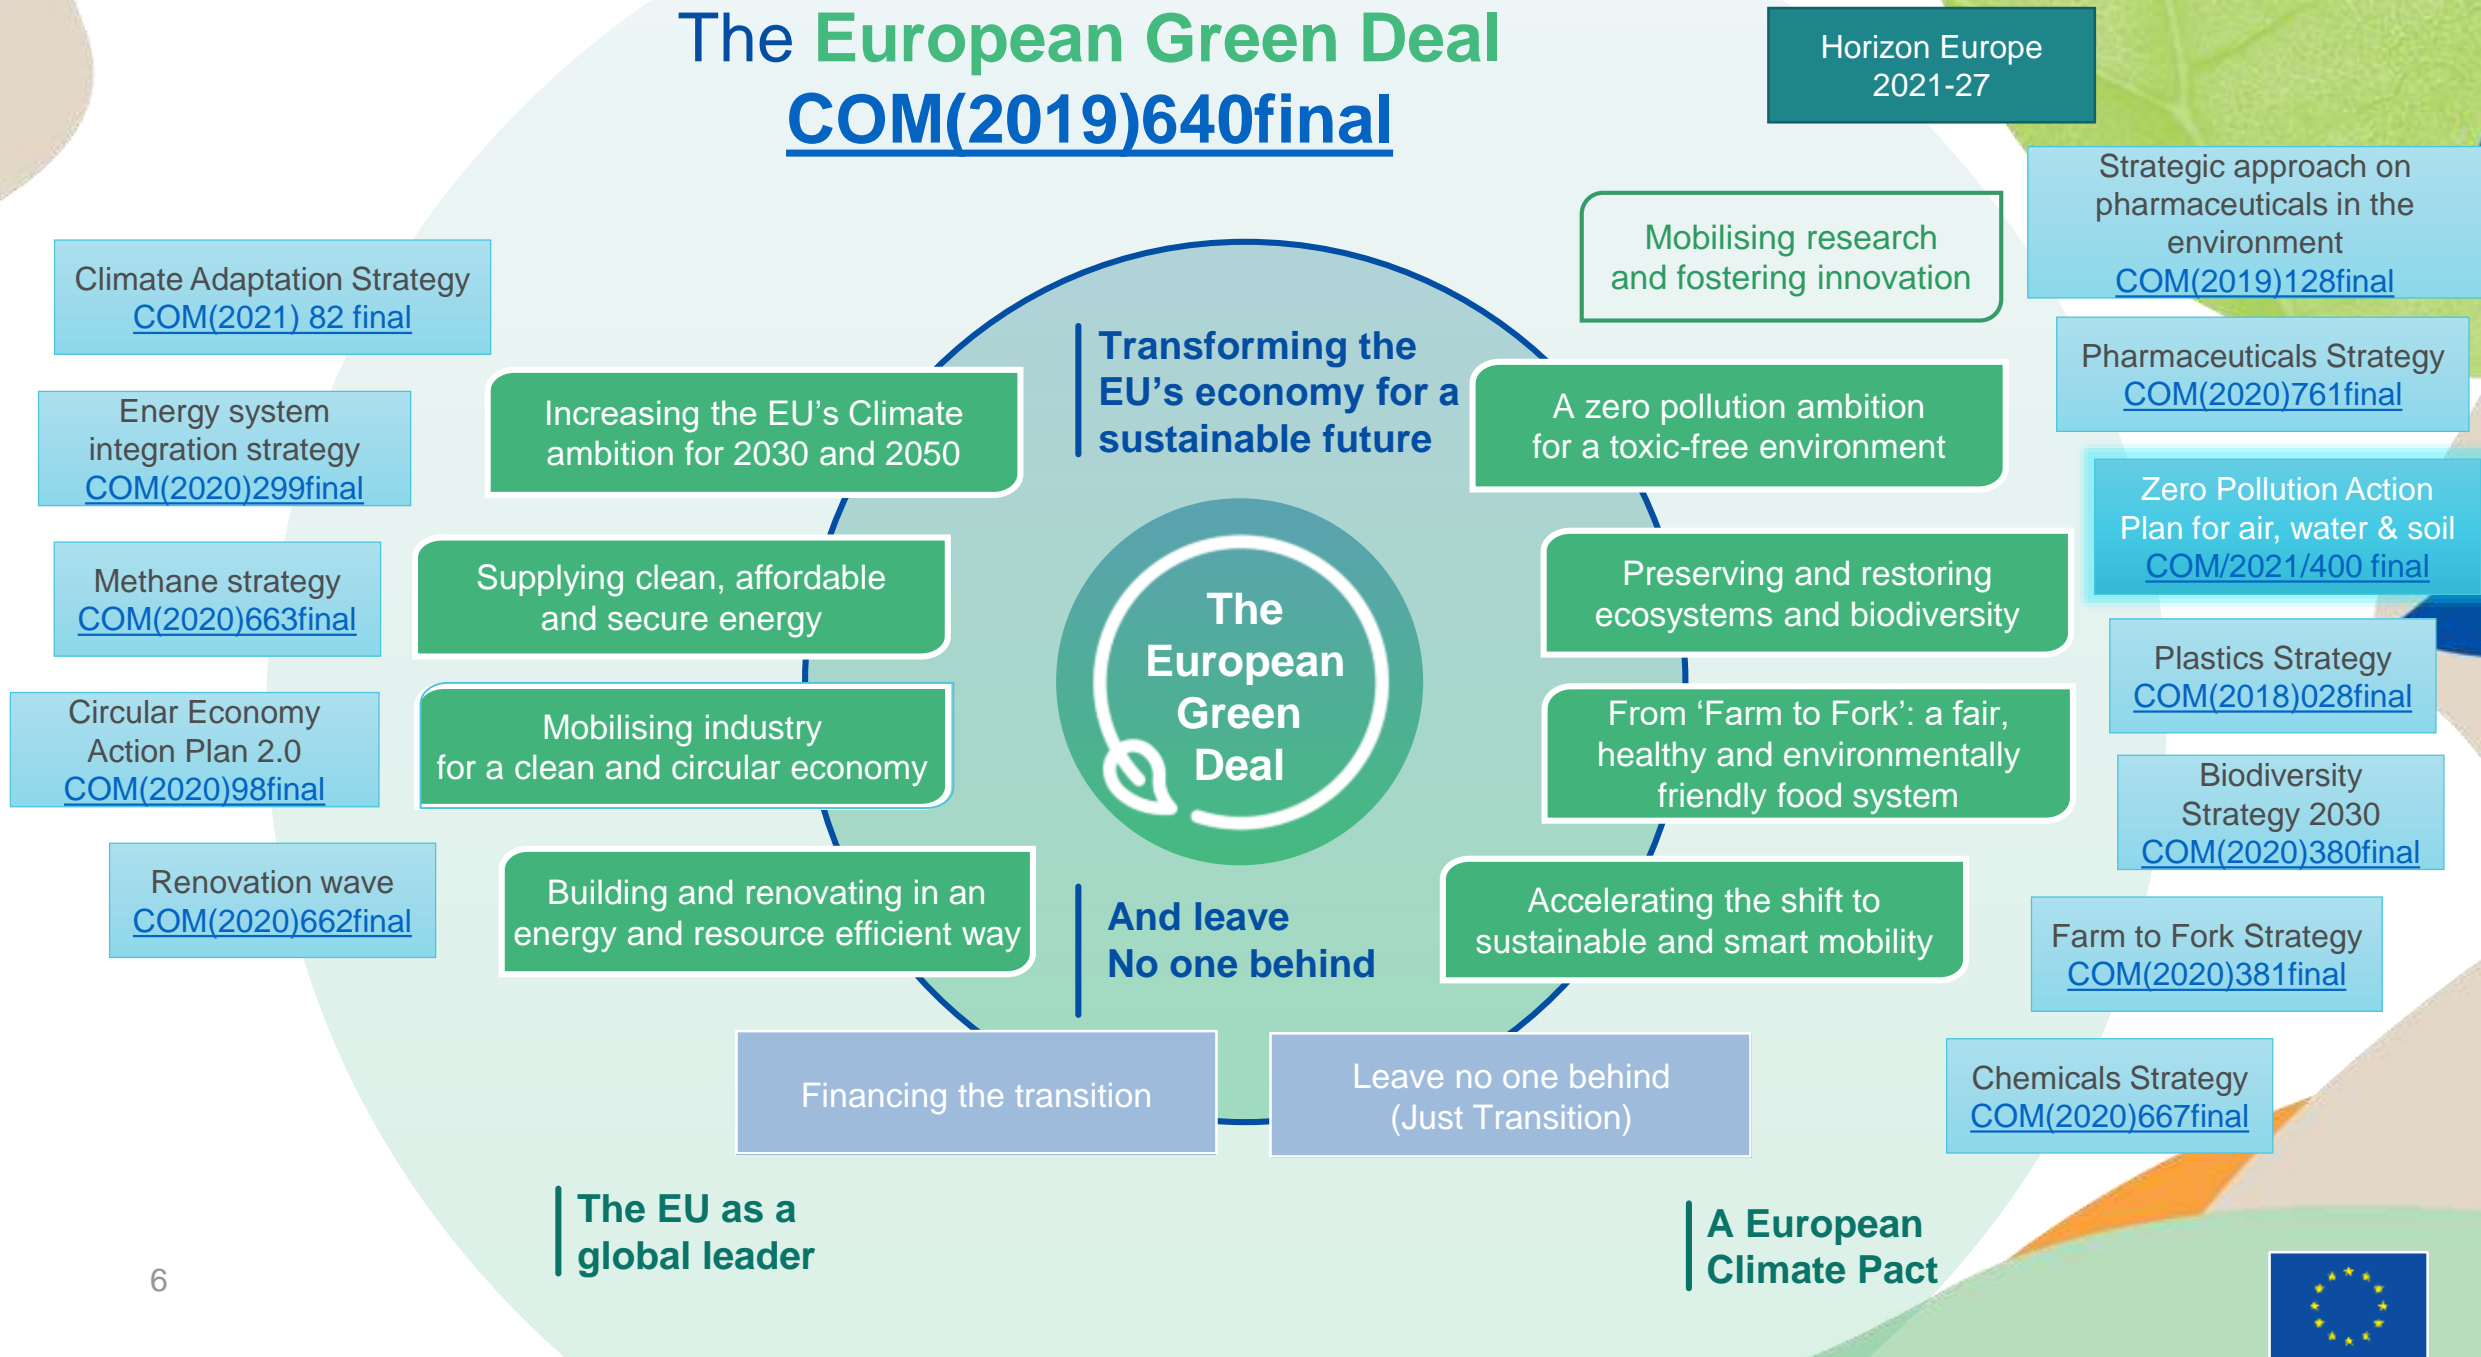 The European Green Deal
COM(2019)640final
Horizon Europe
2021-27
Mobilising research
and fostering innovation
Strategic approach on
pharmaceuticals in the
environment
COM(2019)128final
Climate Adaptation Strategy
COM(2021) 82 final
Energy system
integration strategy
COM(2020)299final
Methane strategy
COM(2020)663final
Circular Economy
Action Plan 2.0
COM(2020)98final
Renovation wave
COM(2020)662final
Increasing the EU’s Climate
ambition for 2030 and 2050
Supplying clean, affordable
and secure energy
Mobilising industry
for a clean and circular economy
Building and renovating in an
energy and resource efficient way
Transforming the
EU’s economy for a
sustainable future
The
European
Green
Deal
And leave
No one behind
A zero pollution ambition
for a toxic-free environment
Preserving and restoring
ecosystems and biodiversity
From ‘Farm to Fork’: a fair,
healthy and environmentally
friendly food system
Accelerating the shift to
sustainable and smart mobility
Pharmaceuticals Strategy
COM(2020)761final
Zero Pollution Action
Plan for air, water & soil
COM/2021/400 final
Plastics Strategy
COM(2018)028final
Biodiversity
Strategy 2030
COM(2020)380final
Farm to Fork Strategy
COM(2020)381final
Chemicals Strategy
COM(2020)667final
Financing the transition
Leave no one behind
(Just Transition)
The EU as a
global leader
A European
Climate Pact
6